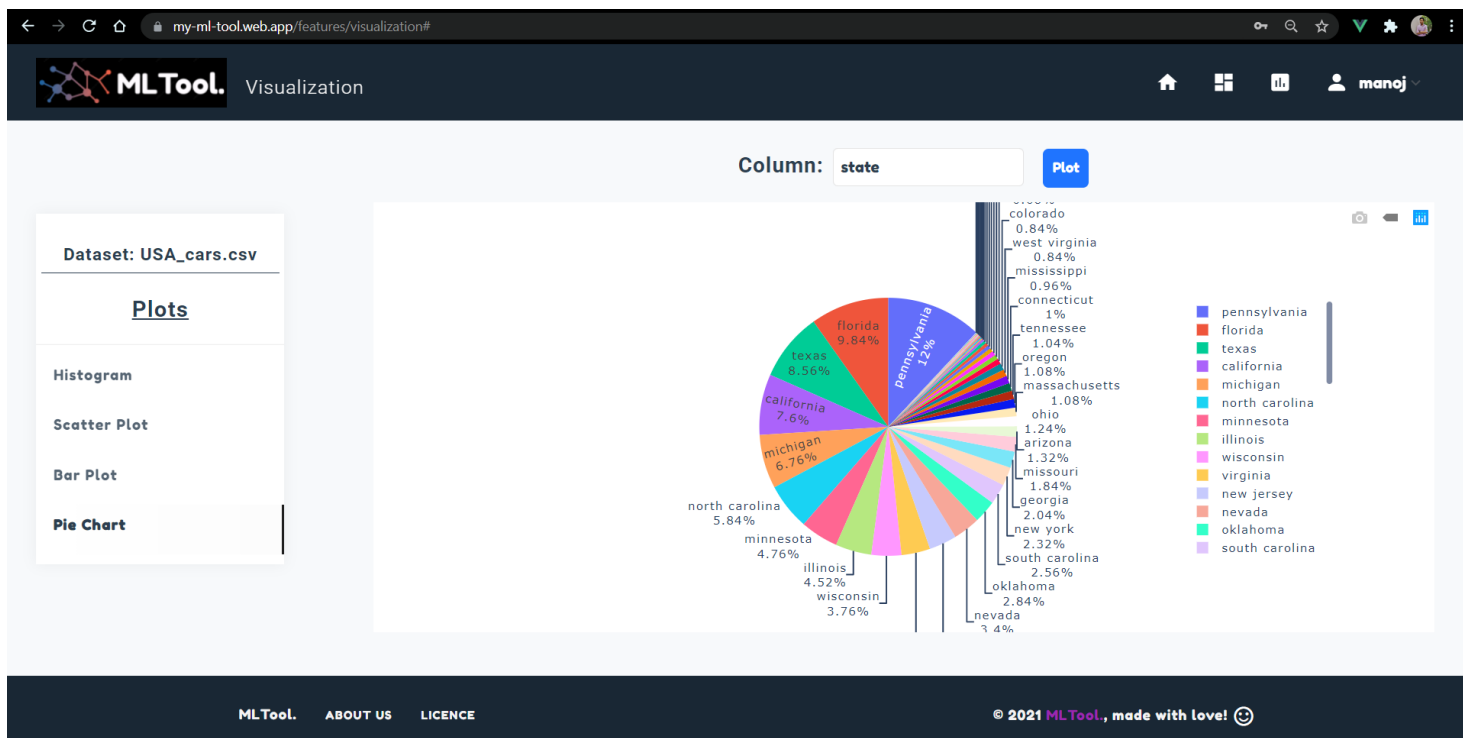 my-ml-tool.web.app/features/visualization#
MLTool.
Visualization
manoj
Column:
state
Plot
Dataset: USA_cars.csv
Plots
Histogram
Scatter Plot
Bar Plot
Pie Chart
colorado
0.84%
west virginia
0.84%
mississippi
0.96%
connecticut
1%
tennessee
1.04%
oregon
1.08%
massachusetts
1.08%
ohio
1.24%
arizona
1.32%
missouri
1.84%
georgia
2.04%
new york
2.32%
south carolina
2.56%
oklahoma
2.84%
nevada
3.4%
pennsylvania
12%
florida
9.84%
texas
8.56%
california
7.6%
michigan
6.76%
north carolina
5.84%
minnesota
4.76%
illinois
4.52%
wisconsin
3.76%
pennsylvania
florida
texas
california
michigan
north carolina
minnesota
illinois
wisconsin
virginia
new jersey
nevada
oklahoma
south carolina
MLTool.
ABOUT US
LICENCE
© 2021 MLTool., made with love!